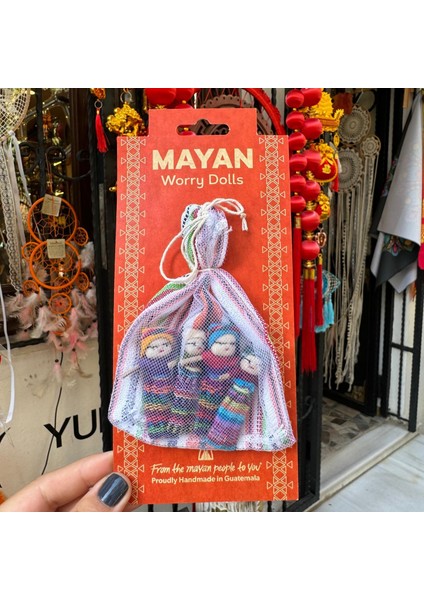 MAYAN
Worry Dolls
YU
From the mayan people to you
Proudly Handmade in Guatemala